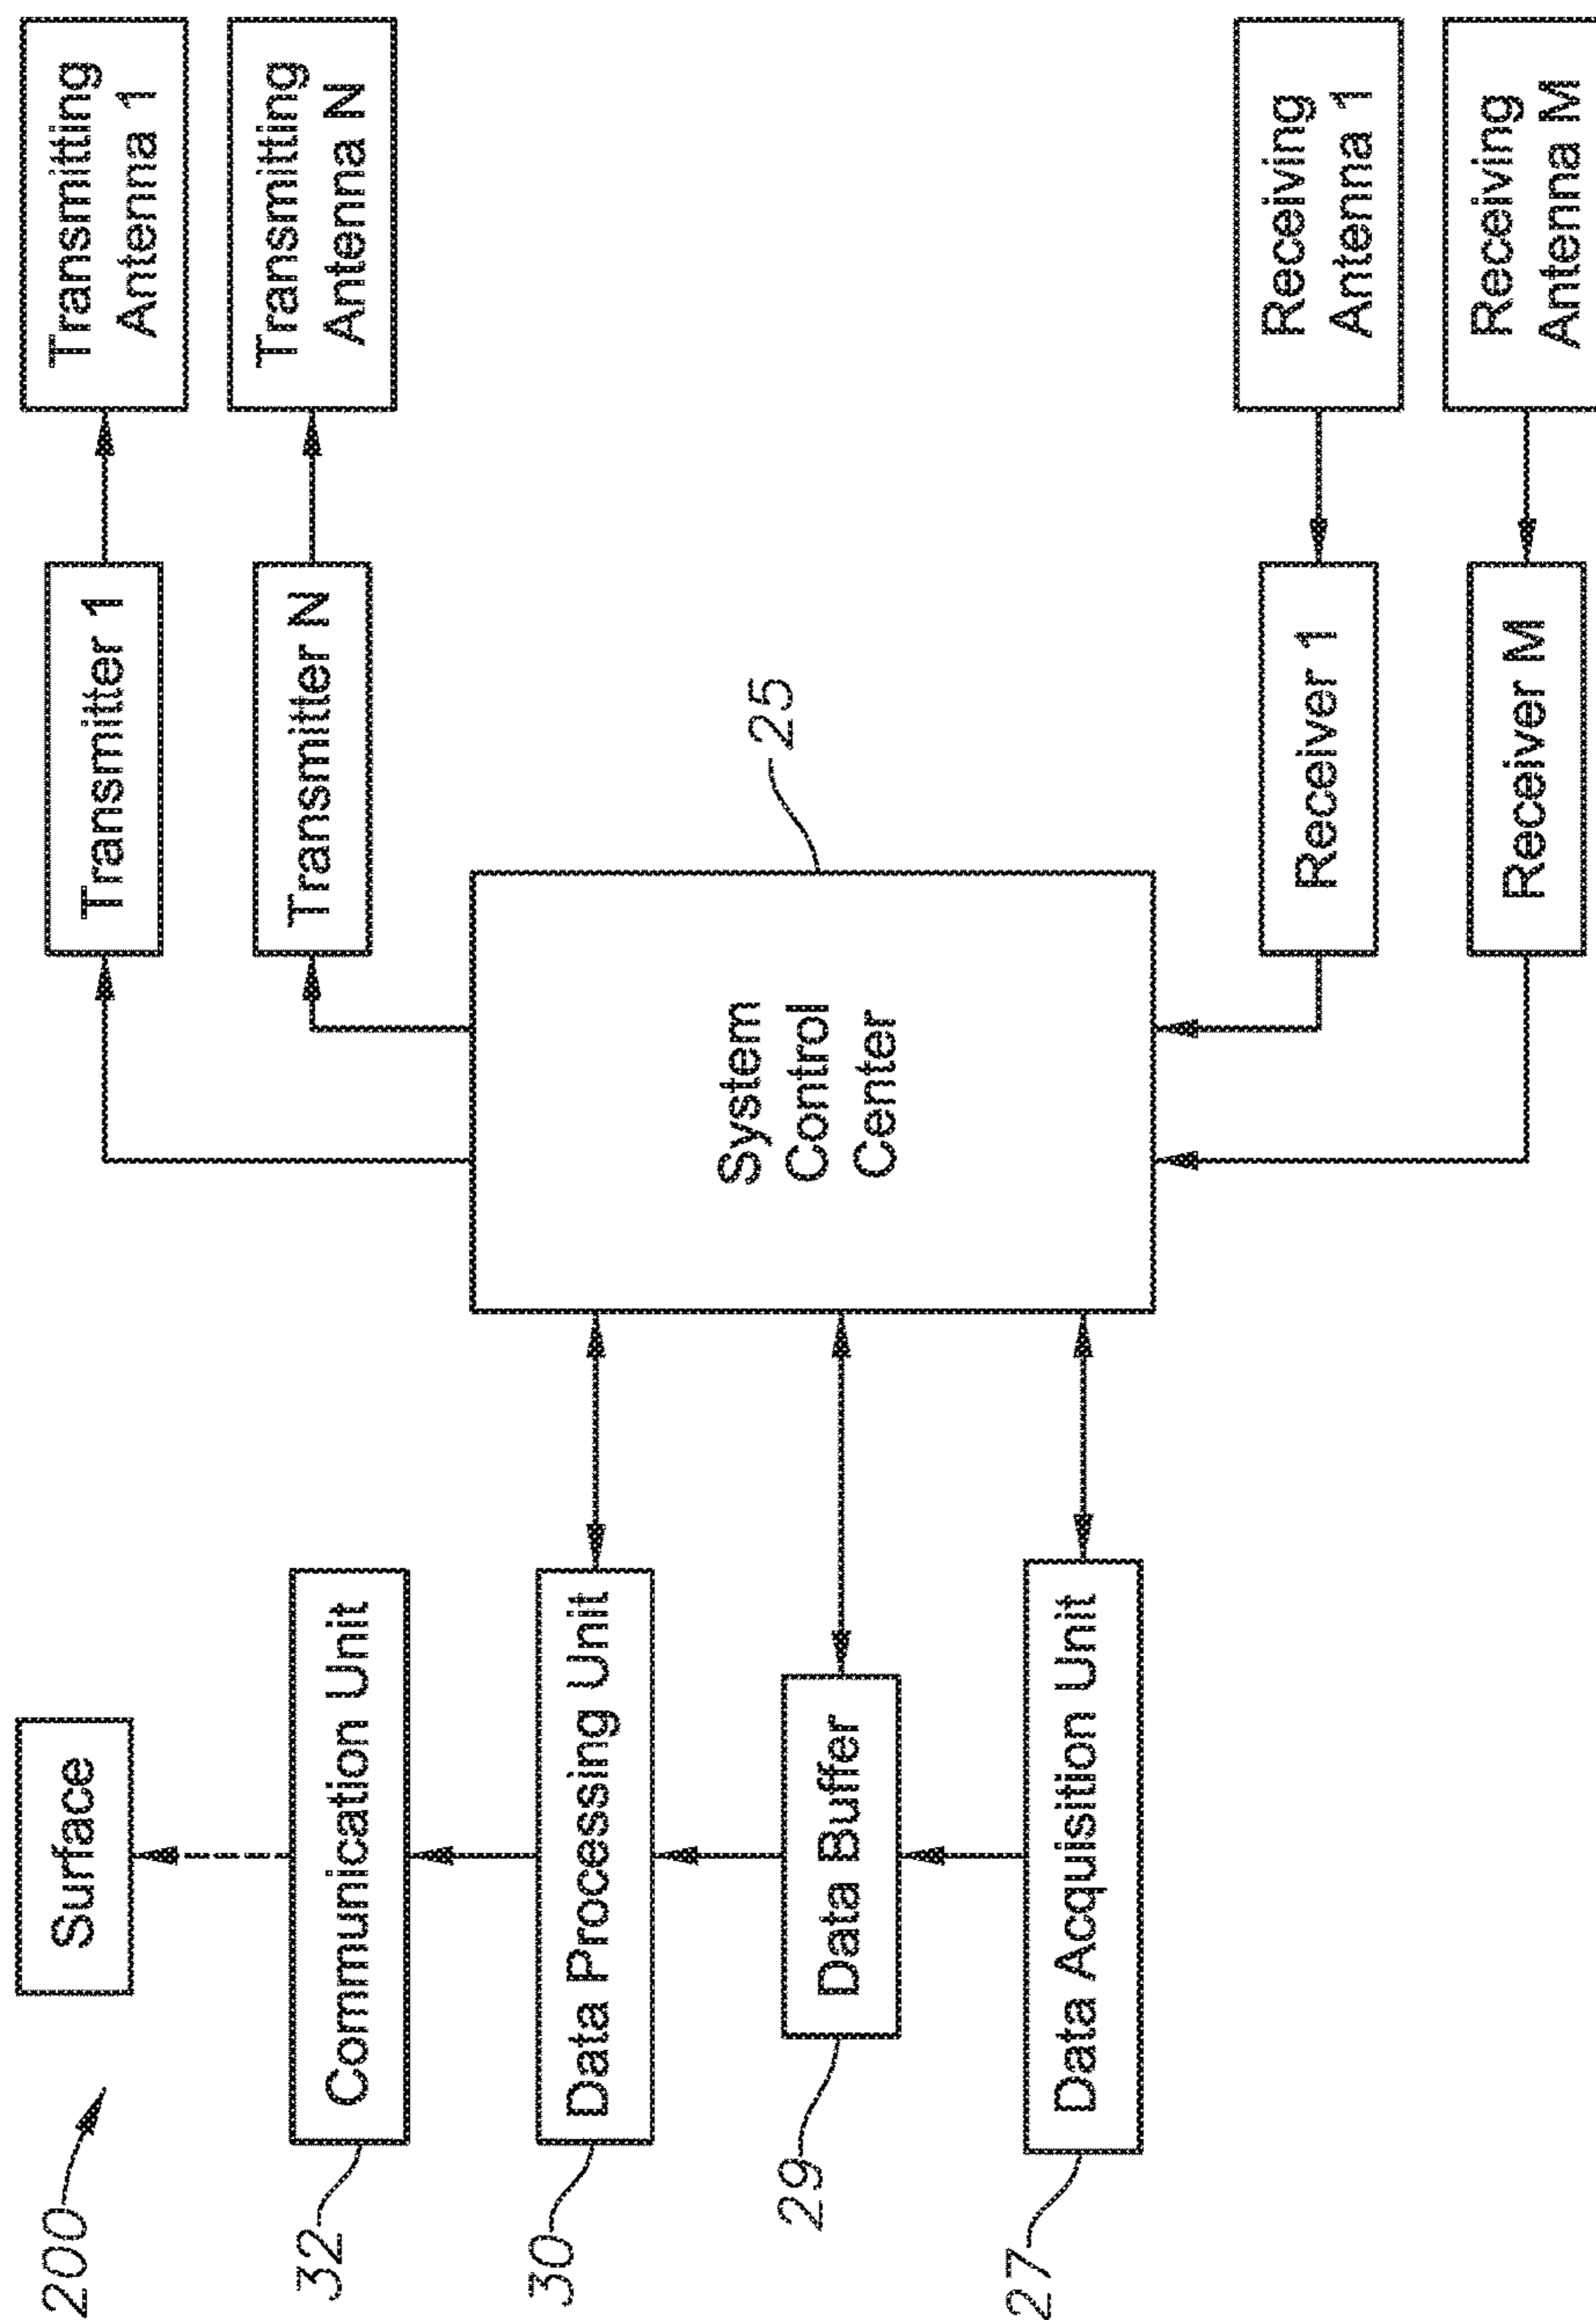 200
Surface
32
Communication Unit
30
Data Processing Unit
29
Data Buffer
27
Data Acquisition Unit
System
Control
Center
25
Transmitter 1
Transmitting
Antenna 1
Transmitter N
Transmitting
Antenna N
Receiver 1
Receiving
Antenna 1
Receiver M
Receiving
Antenna M